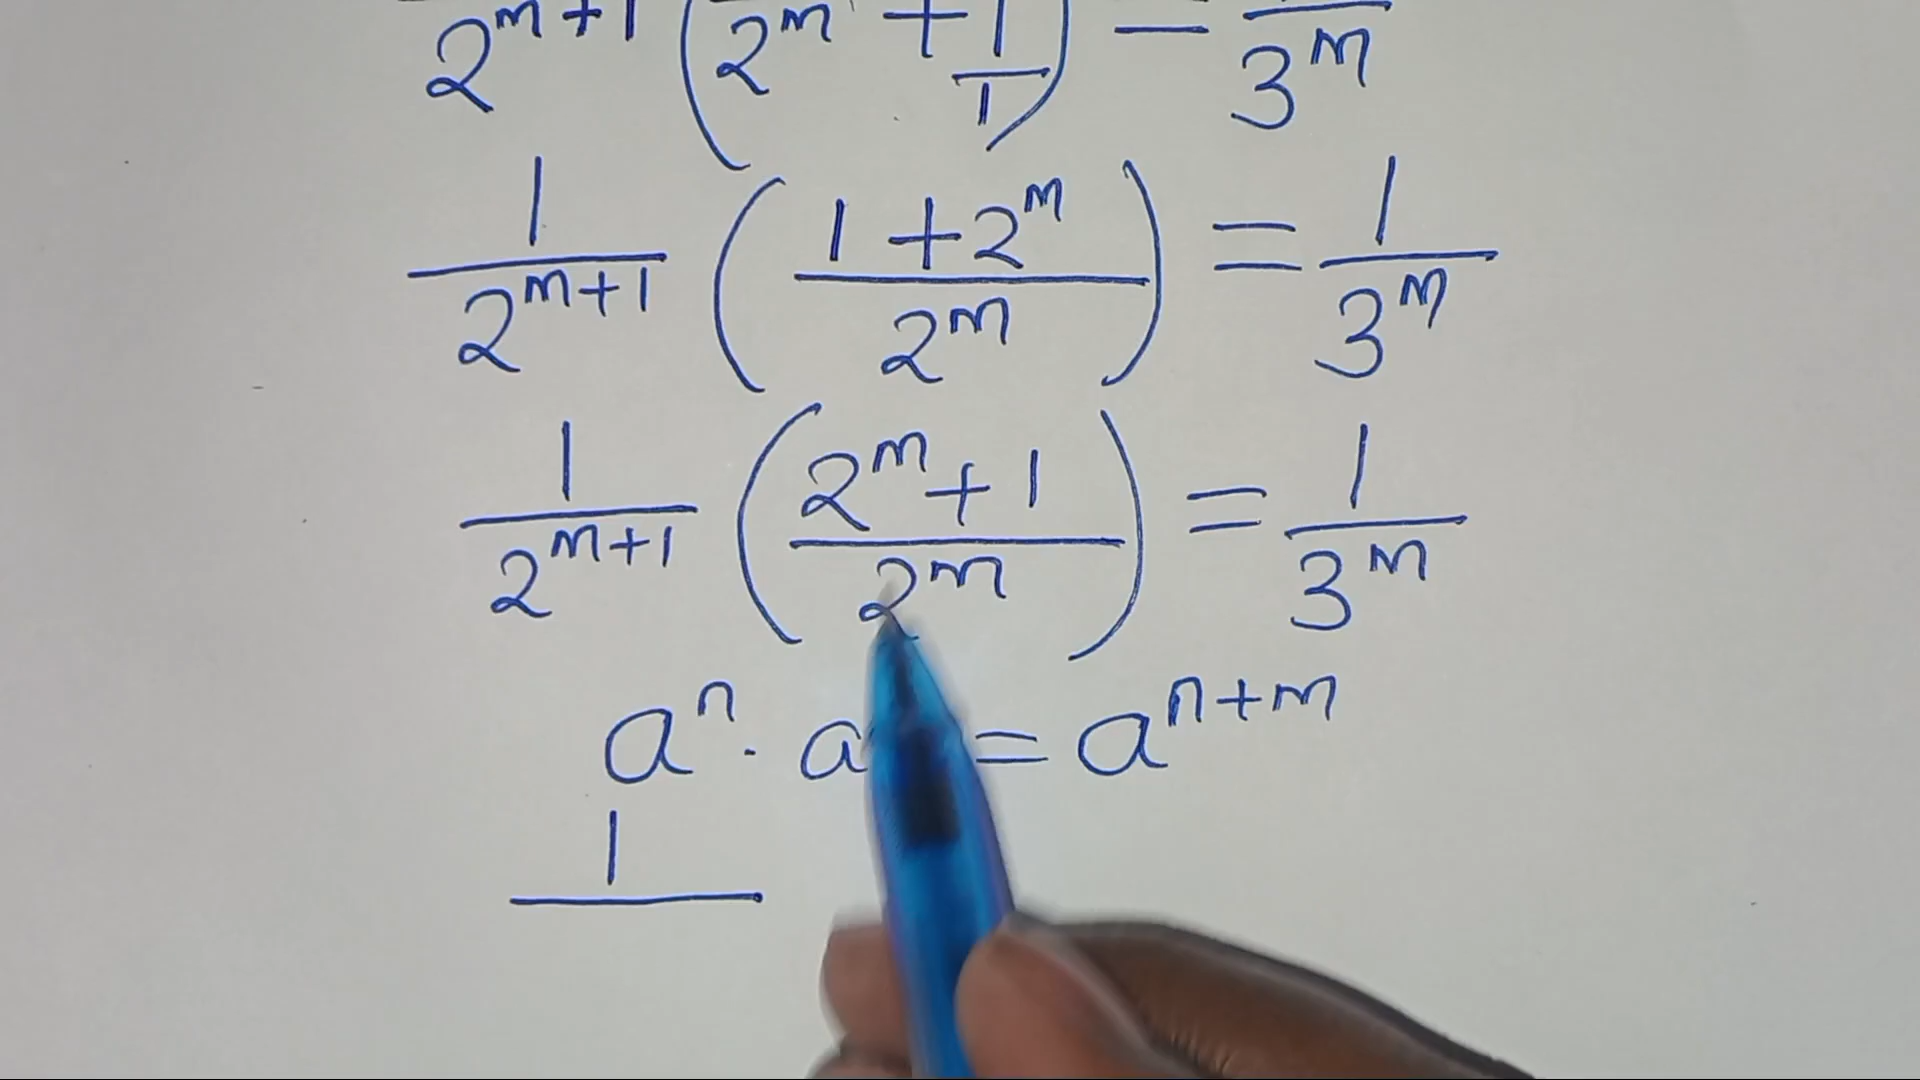 2^{m+1} (2^m + 1/1) = 3^m
1/2^{m+1} ((1+2^m)/2^m) = 1/3^m
1/2^{m+1} ((2^m+1)/2^m) = 1/3^m
a^n · a = a^{n+m}
1